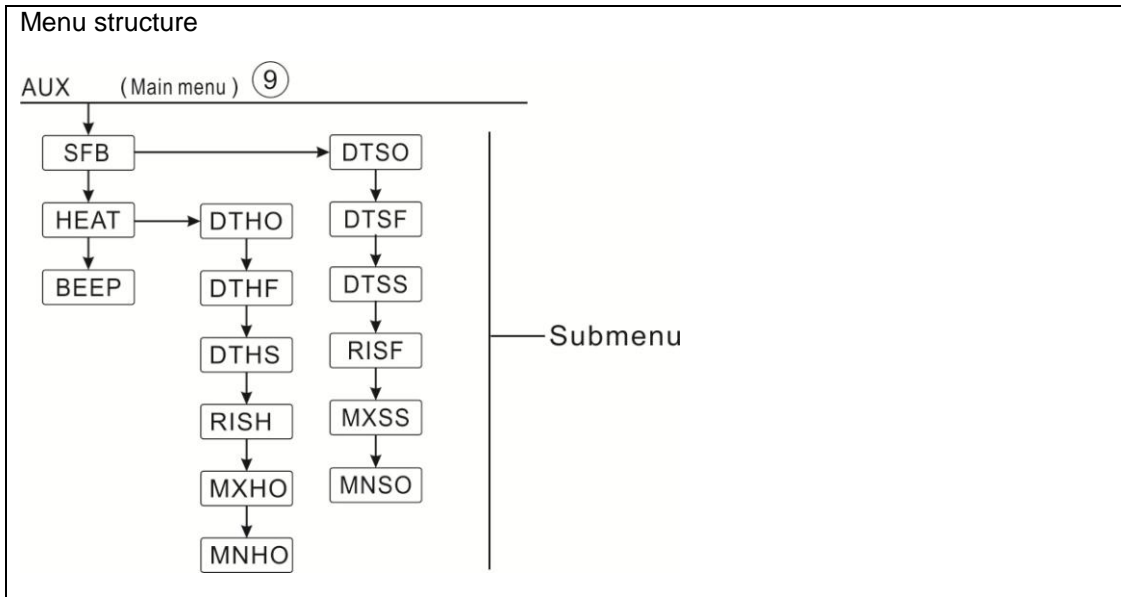 Menu structure
AUX (Main menu) 9
SFB DTSO
HEAT DTHO DTSF
BEEP DTHF DTSS
DTHS RISF
Submenu
RISH MXSS
MXHO MNSO
MNHO